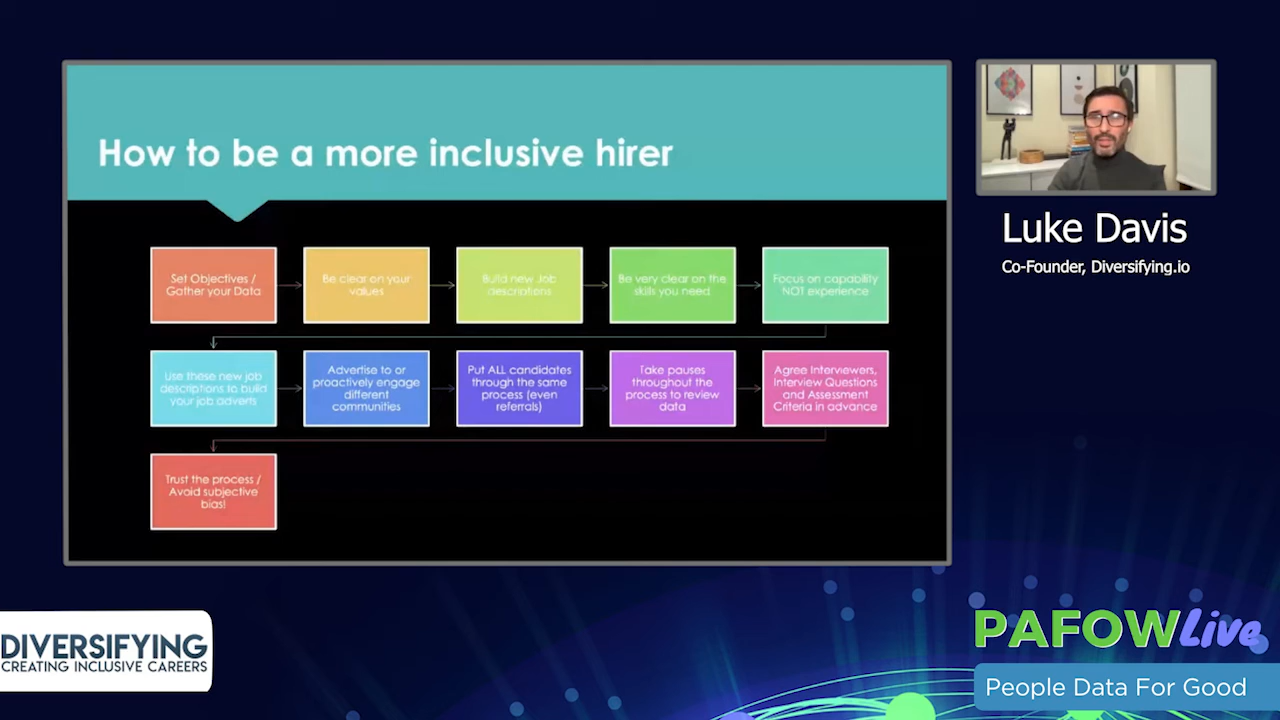 How to be a more inclusive hirer
Set Objectives /
Gather your Data
Be clear on your
values
Build new Job
descriptions
Be very clear on the
skills you need
Focus on capability
NOT experience
Use these new job
descriptions to build
your job adverts
Advertise to or
proactively engage
different
communities
Put ALL candidates
through the same
process (even
referrals)
Take pauses
throughout the
process to review
data
Agree Interviewers,
Interview Questions
and Assessment
Criteria in advance
Trust the process /
Avoid subjective
bias!
Luke Davis
Co-Founder, Diversifying.io
DIVERSIFYING
CREATING INCLUSIVE CAREERS
PAFOWLive
People Data For Good